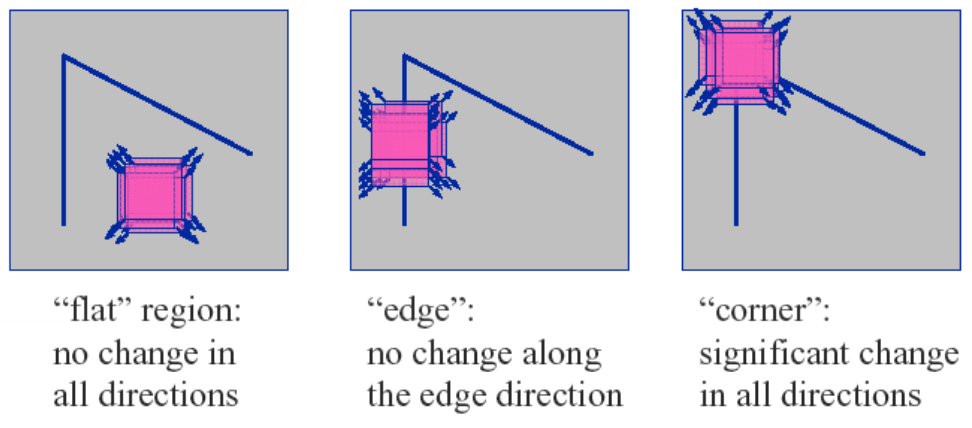 “flat” region:
no change in
all directions
“edge”:
no change along
the edge direction
“corner”:
significant change
in all directions